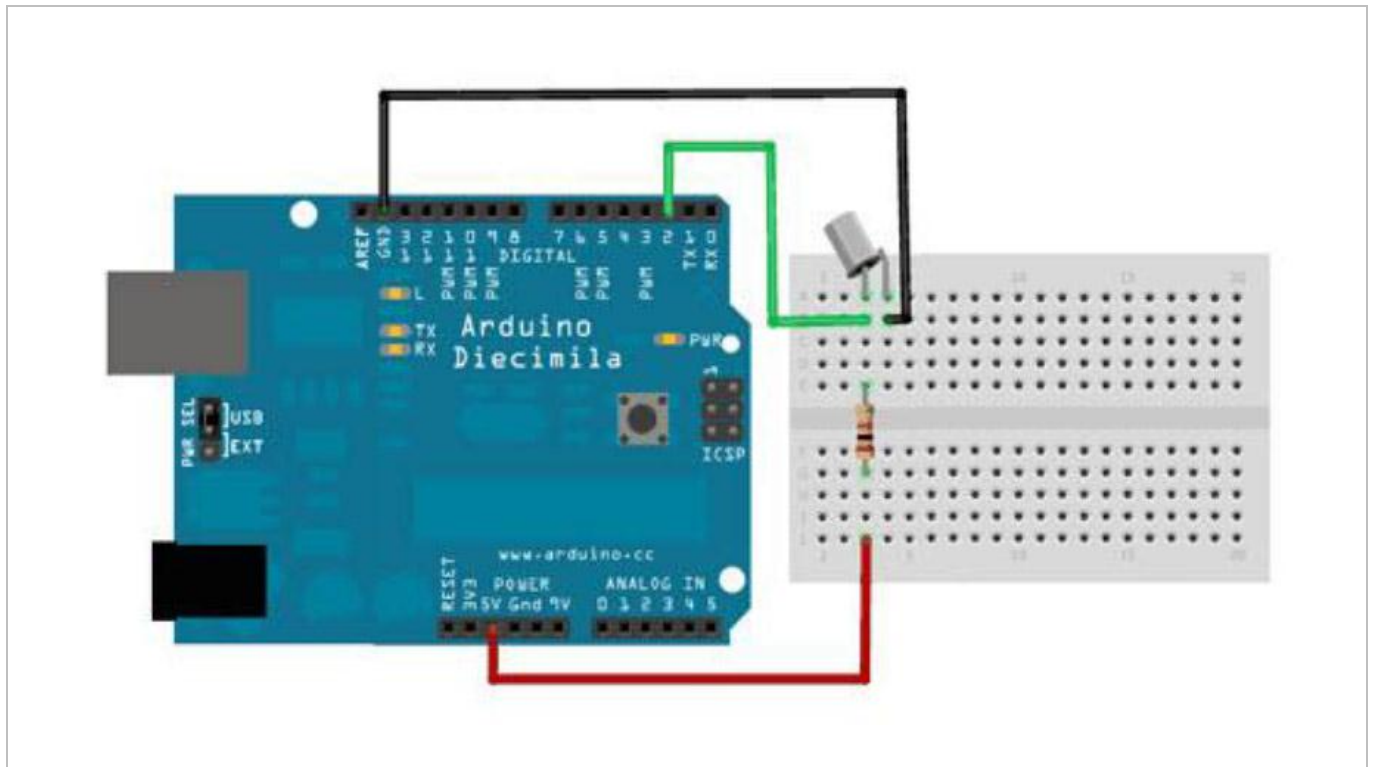 AREF
GND
13
12
11
10
9
8
7
6
5
4
3
2
TX 1
RX 0
DIGITAL
PWM
PWM
PWM
PWM
PWM
PWM
L
TX
RX
Arduino
Diecimila
PWR
1
PWR SEL
USB
EXT
ICSP
www.arduino.cc
POWER
ANALOG IN
RESET
3V3
5V Gnd 9V
0 1 2 3 4 5